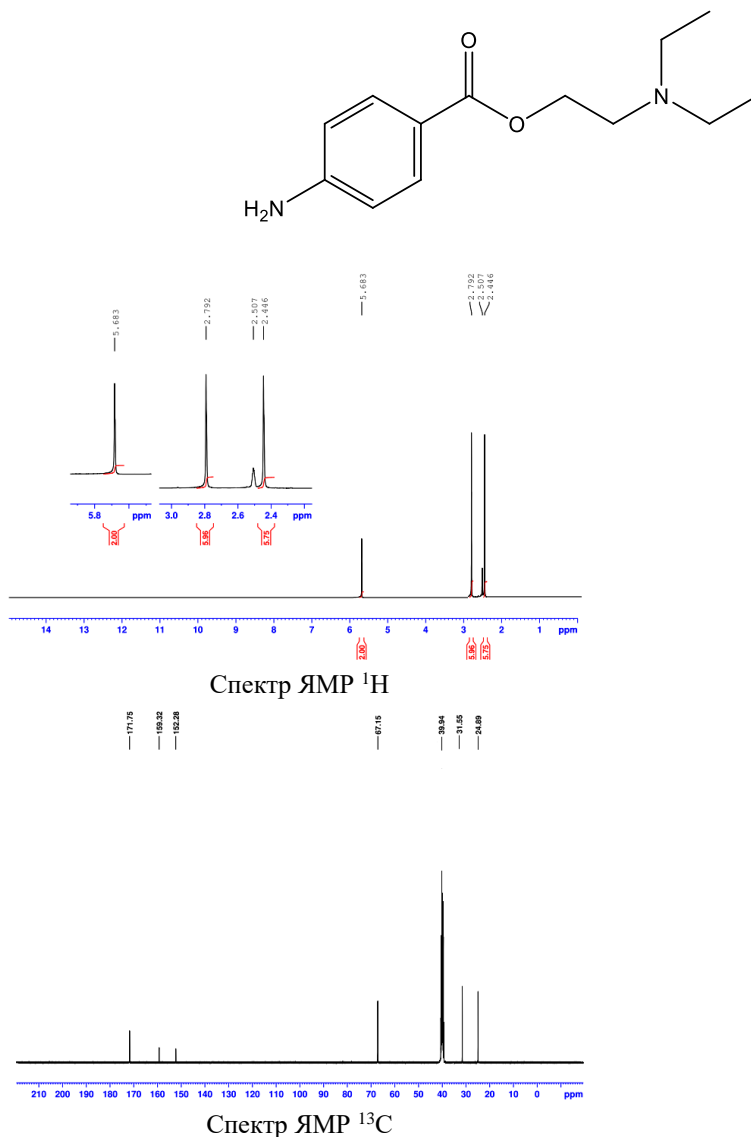 O
O
N
H₂N
5.683
2.792
2.507
2.446
5.683
2.792
2.507
2.446
5.8 ppm 3.0 2.8 2.6 2.4 ppm
2.00 5.96 5.75
14 13 12 11 10 9 8 7 6 5 4 3 2 1 ppm
2.00 5.96 5.75
Спектр ЯМР ¹H
171.75 159.32 152.28 67.15 39.94 31.55 24.89
210 200 190 180 170 160 150 140 130 120 110 100 90 80 70 60 50 40 30 20 10 0 ppm
Спектр ЯМР ¹³C